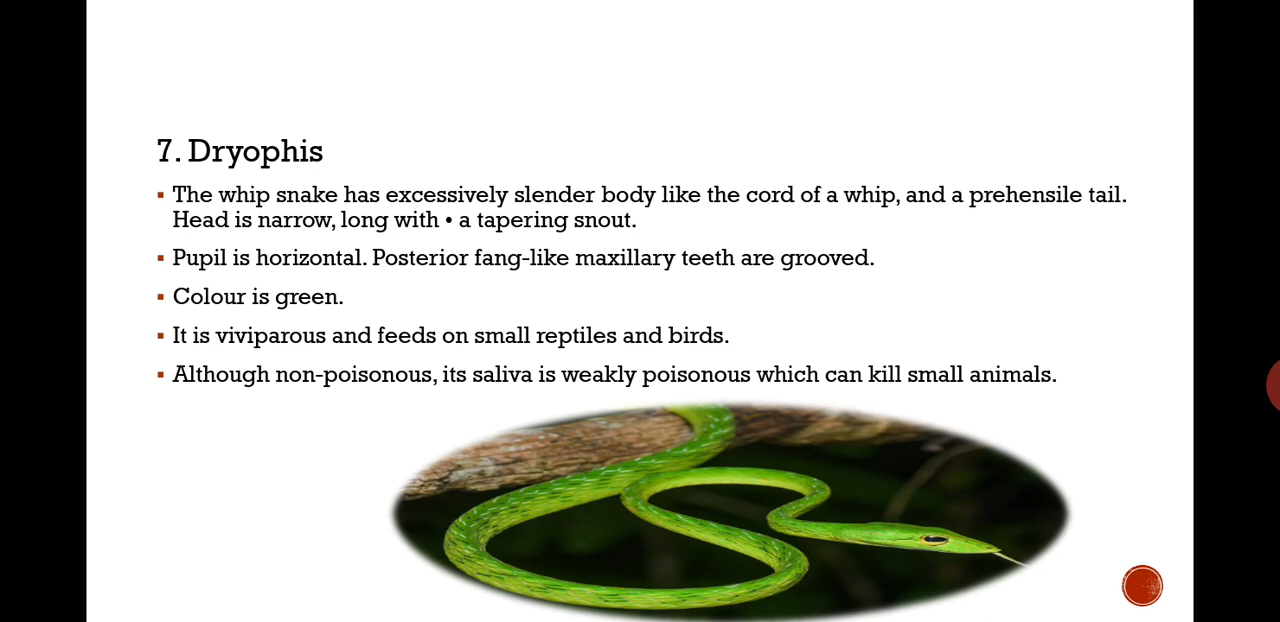 7. Dryophis
▪ The whip snake has excessively slender body like the cord of a whip, and a prehensile tail.
Head is narrow, long with • a tapering snout.
▪ Pupil is horizontal. Posterior fang-like maxillary teeth are grooved.
▪ Colour is green.
▪ It is viviparous and feeds on small reptiles and birds.
▪ Although non-poisonous, its saliva is weakly poisonous which can kill small animals.